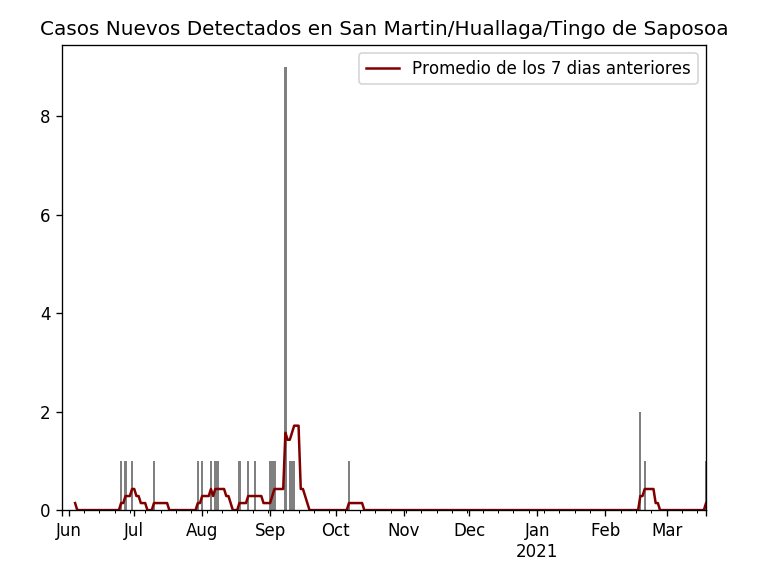 Casos Nuevos Detectados en San Martin/Huallaga/Tingo de Saposoa
Promedio de los 7 dias anteriores
8
6
4
2
0
Jun Jul Aug Sep Oct Nov Dec Jan Feb Mar
2021